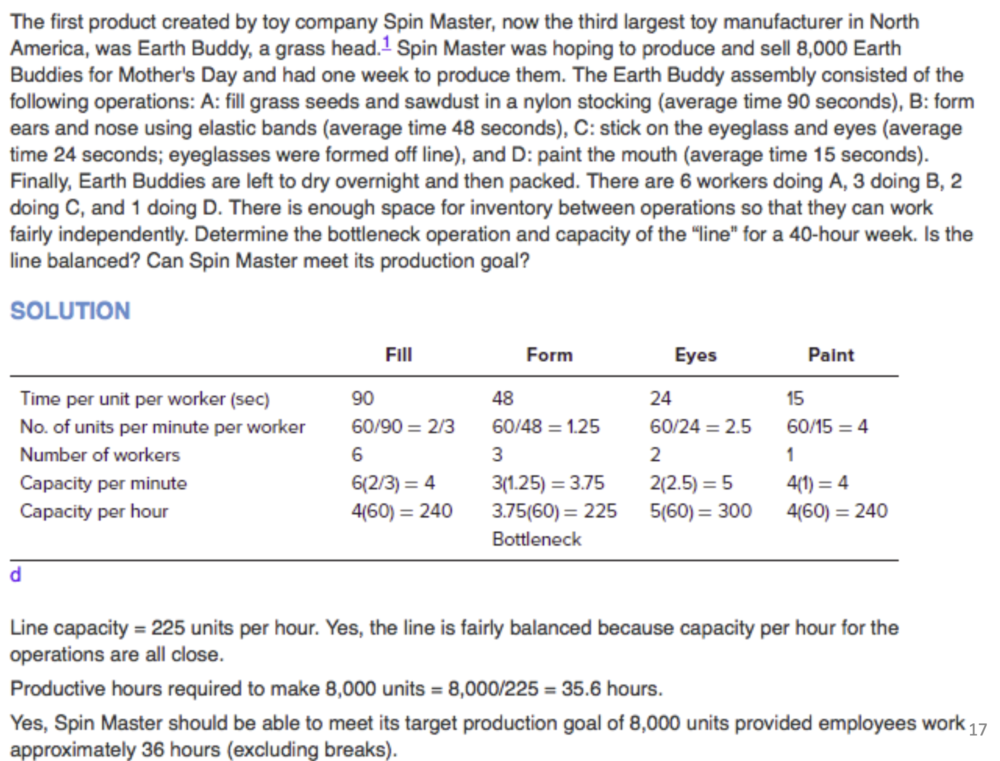 The first product created by toy company Spin Master, now the third largest toy manufacturer in North
America, was Earth Buddy, a grass head.1 Spin Master was hoping to produce and sell 8,000 Earth
Buddies for Mother's Day and had one week to produce them. The Earth Buddy assembly consisted of the
following operations: A: fill grass seeds and sawdust in a nylon stocking (average time 90 seconds), B: form
ears and nose using elastic bands (average time 48 seconds), C: stick on the eyeglass and eyes (average
time 24 seconds; eyeglasses were formed off line), and D: paint the mouth (average time 15 seconds).
Finally, Earth Buddies are left to dry overnight and then packed. There are 6 workers doing A, 3 doing B, 2
doing C, and 1 doing D. There is enough space for inventory between operations so that they can work
fairly independently. Determine the bottleneck operation and capacity of the “line” for a 40-hour week. Is the
line balanced? Can Spin Master meet its production goal?
SOLUTION
Fill Form Eyes Paint
Time per unit per worker (sec) 90 48 24 15
No. of units per minute per worker 60/90 = 2/3 60/48 = 1.25 60/24 = 2.5 60/15 = 4
Number of workers 6 3 2 1
Capacity per minute 6(2/3) = 4 3(1.25) = 3.75 2(2.5) = 5 4(1) = 4
Capacity per hour 4(60) = 240 3.75(60) = 225 5(60) = 300 4(60) = 240
Bottleneck
d
Line capacity = 225 units per hour. Yes, the line is fairly balanced because capacity per hour for the
operations are all close.
Productive hours required to make 8,000 units = 8,000/225 = 35.6 hours.
Yes, Spin Master should be able to meet its target production goal of 8,000 units provided employees work
approximately 36 hours (excluding breaks).
17